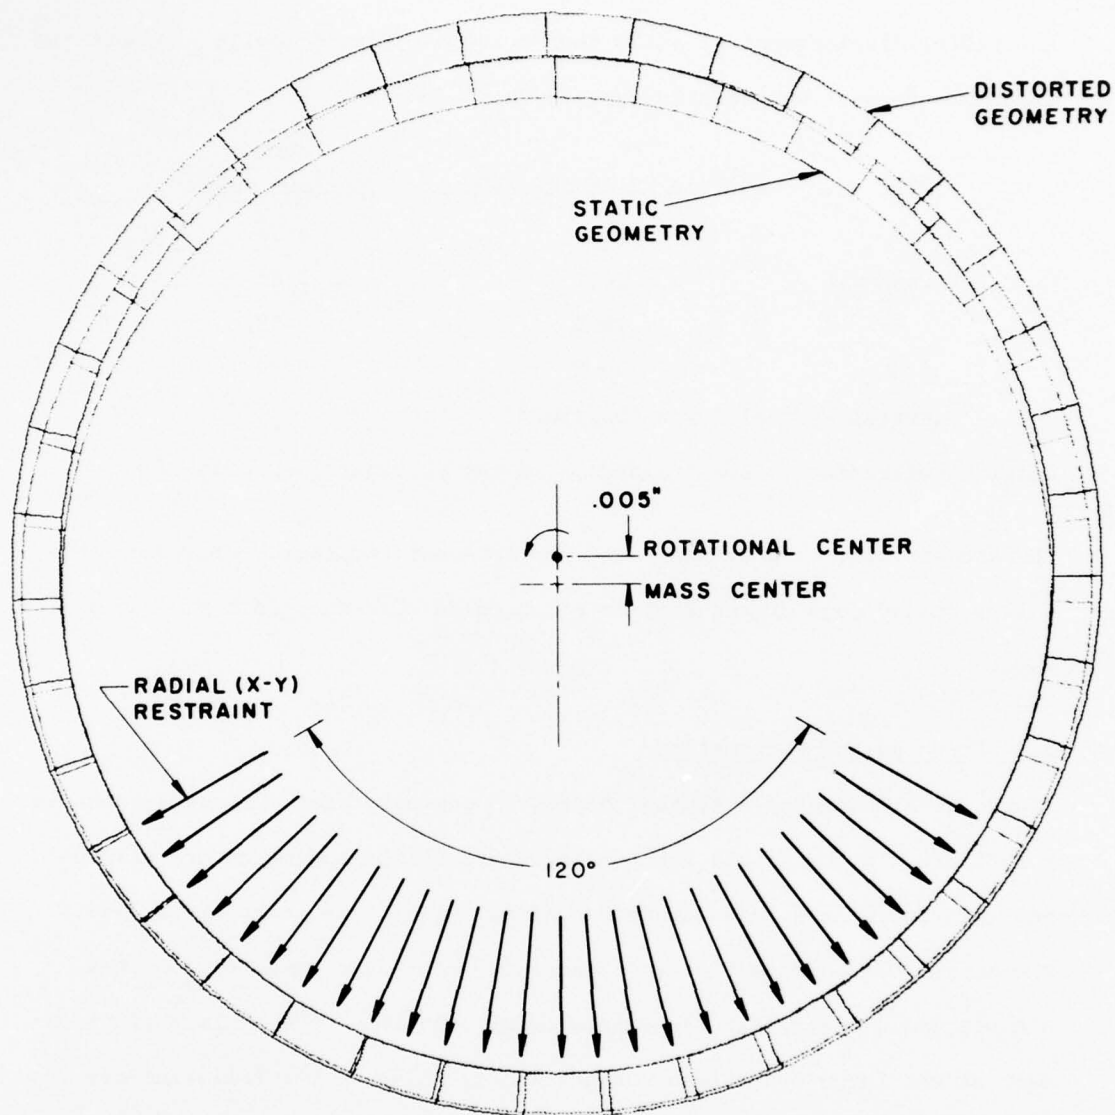 DISTORTED
GEOMETRY
STATIC
GEOMETRY
.005"
ROTATIONAL CENTER
MASS CENTER
RADIAL (X-Y)
RESTRAINT
120°